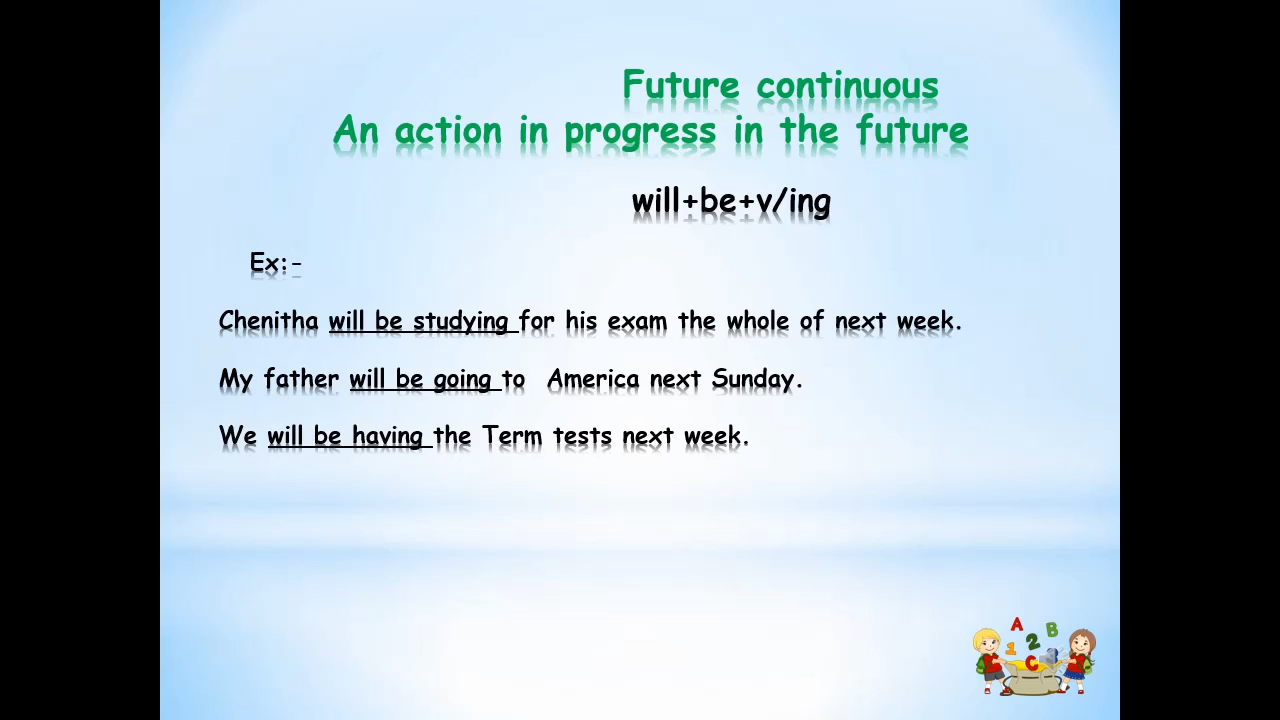 Future continuous
An action in progress in the future
will+be+v/ing
Ex:-
Chenitha will be studying for his exam the whole of next week.
My father will be going to America next Sunday.
We will be having the Term tests next week.
A
B
2
1
C